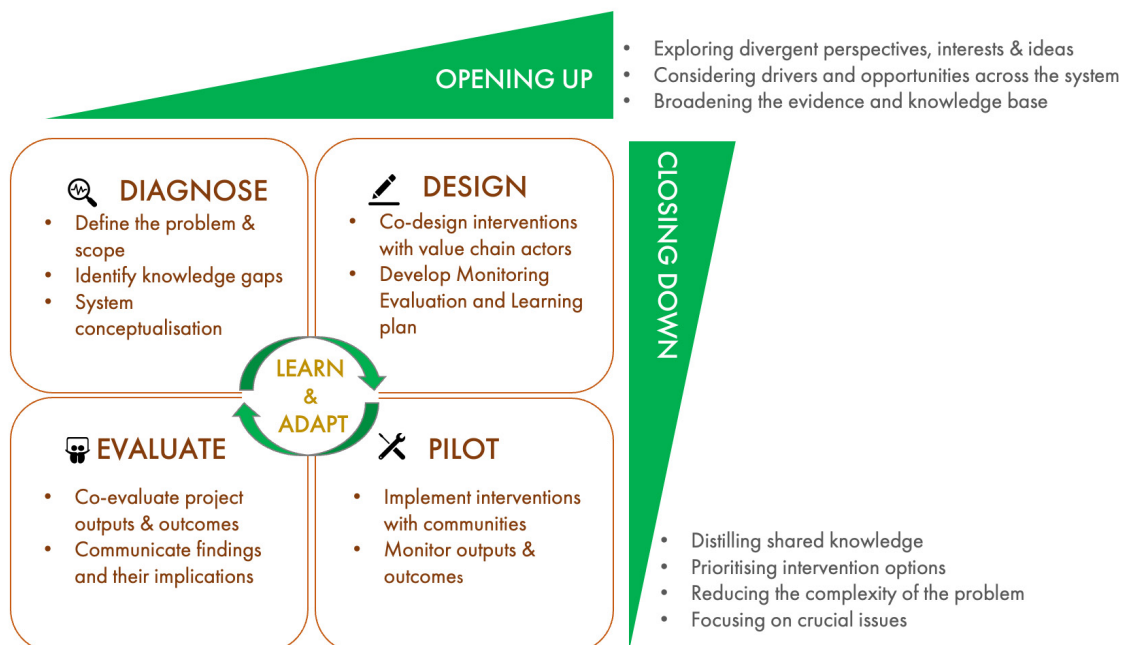 OPENING UP
• Exploring divergent perspectives, interests & ideas
• Considering drivers and opportunities across the system
• Broadening the evidence and knowledge base
DIAGNOSE
• Define the problem &
scope
• Identify knowledge gaps
• System
conceptualisation
DESIGN
• Co-design interventions
with value chain actors
• Develop Monitoring
Evaluation and Learning
plan
CLOSING DOWN
LEARN
&
ADAPT
EVALUATE
• Co-evaluate project
outputs & outcomes
• Communicate findings
and their implications
PILOT
• Implement interventions
with communities
• Monitor outputs &
outcomes
• Distilling shared knowledge
• Prioritising intervention options
• Reducing the complexity of the problem
• Focusing on crucial issues